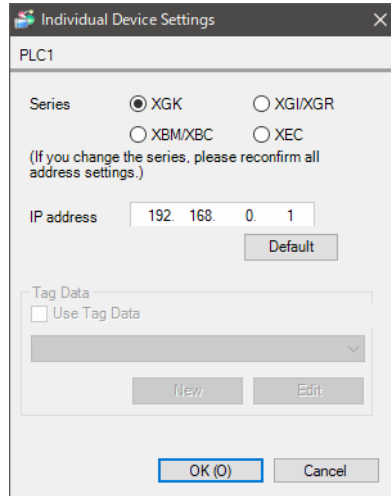 Individual Device Settings
PLC1
Series XGK XGI/XGR
XBM/XBC XEC
(If you change the series, please reconfirm all
address settings.)
IP address 192. 168. 0. 1
Default
Tag Data
Use Tag Data
New Edit
OK (O) Cancel